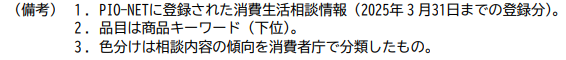 （備考）１．PIO-NETに登録された消費生活相談情報（2025年３月31日までの登録分）。
２．品目は商品キーワード（下位）。
３．色分けは相談内容の傾向を消費者庁で分類したもの。